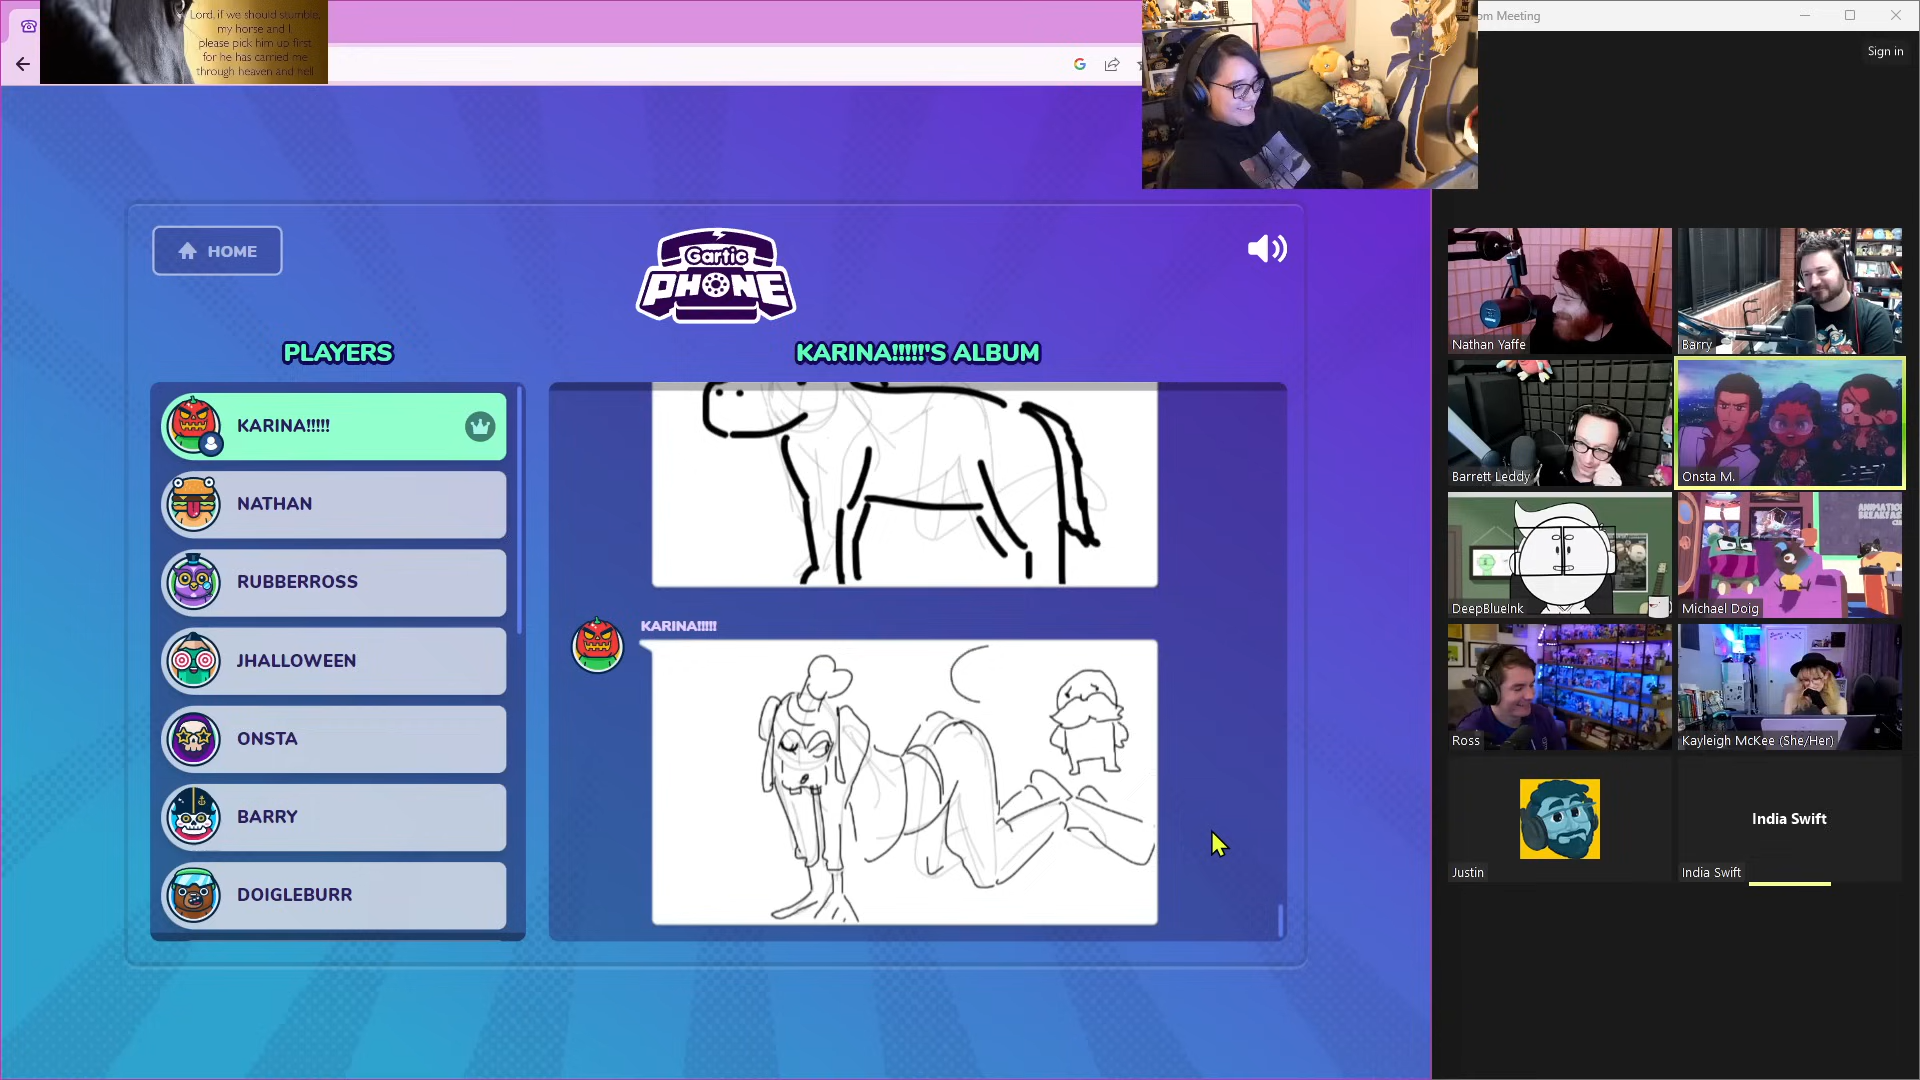 Lord, if we should stumble,
my horse and I,
please pick him up first
for he has carried me
through heaven and hell
om Meeting
Sign in
HOME
Gartic
PHONE
PLAYERS
KARINA!!!!!'S ALBUM
KARINA!!!!!
NATHAN
RUBBERROSS
JHALLOWEEN
ONSTA
BARRY
DOIGLEBURR
KARINA!!!!!
Nathan Yaffe
Barry
Barrett Leddy
Onsta M.
DeepBlueInk
ANIMATION
BREAKFAST
Michael Doig
Ross
Kayleigh McKee (She/Her)
Justin
India Swift
India Swift